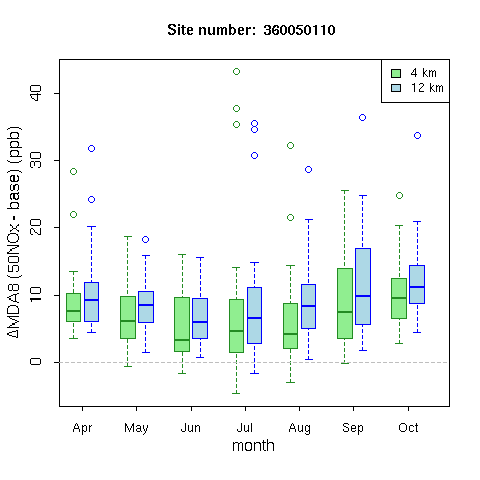 Site number: 360050110
4 km
12 km
ΔMDA8 (50NOx - base) (ppb)
40
30
20
10
0
Apr May Jun Jul Aug Sep Oct
month